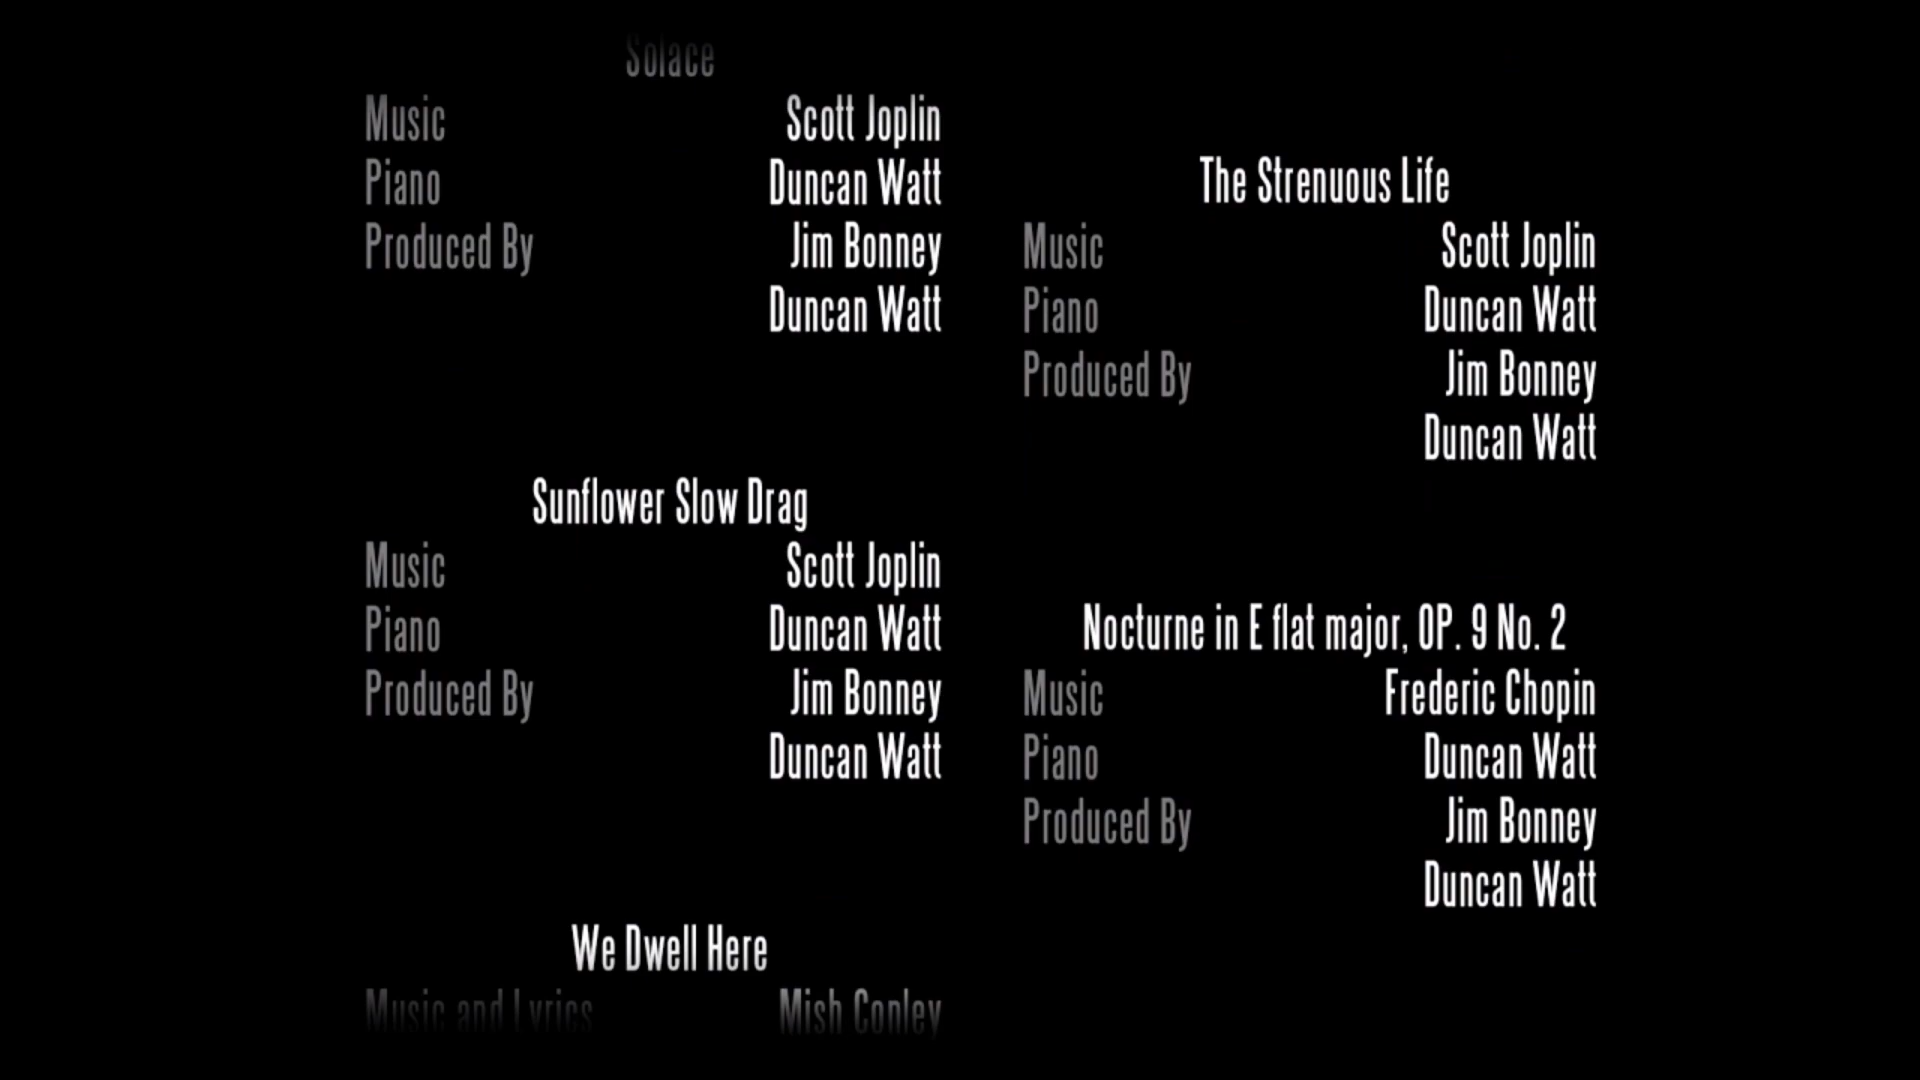 Solace
Music Scott Joplin
Piano Duncan Watt
Produced By Jim Bonney
Duncan Watt
Sunflower Slow Drag
Music Scott Joplin
Piano Duncan Watt
Produced By Jim Bonney
Duncan Watt
We Dwell Here
Music and Lyrics Mish Conley
The Strenuous Life
Music Scott Joplin
Piano Duncan Watt
Produced By Jim Bonney
Duncan Watt
Nocturne in E flat major, OP. 9 No. 2
Music Frederic Chopin
Piano Duncan Watt
Produced By Jim Bonney
Duncan Watt